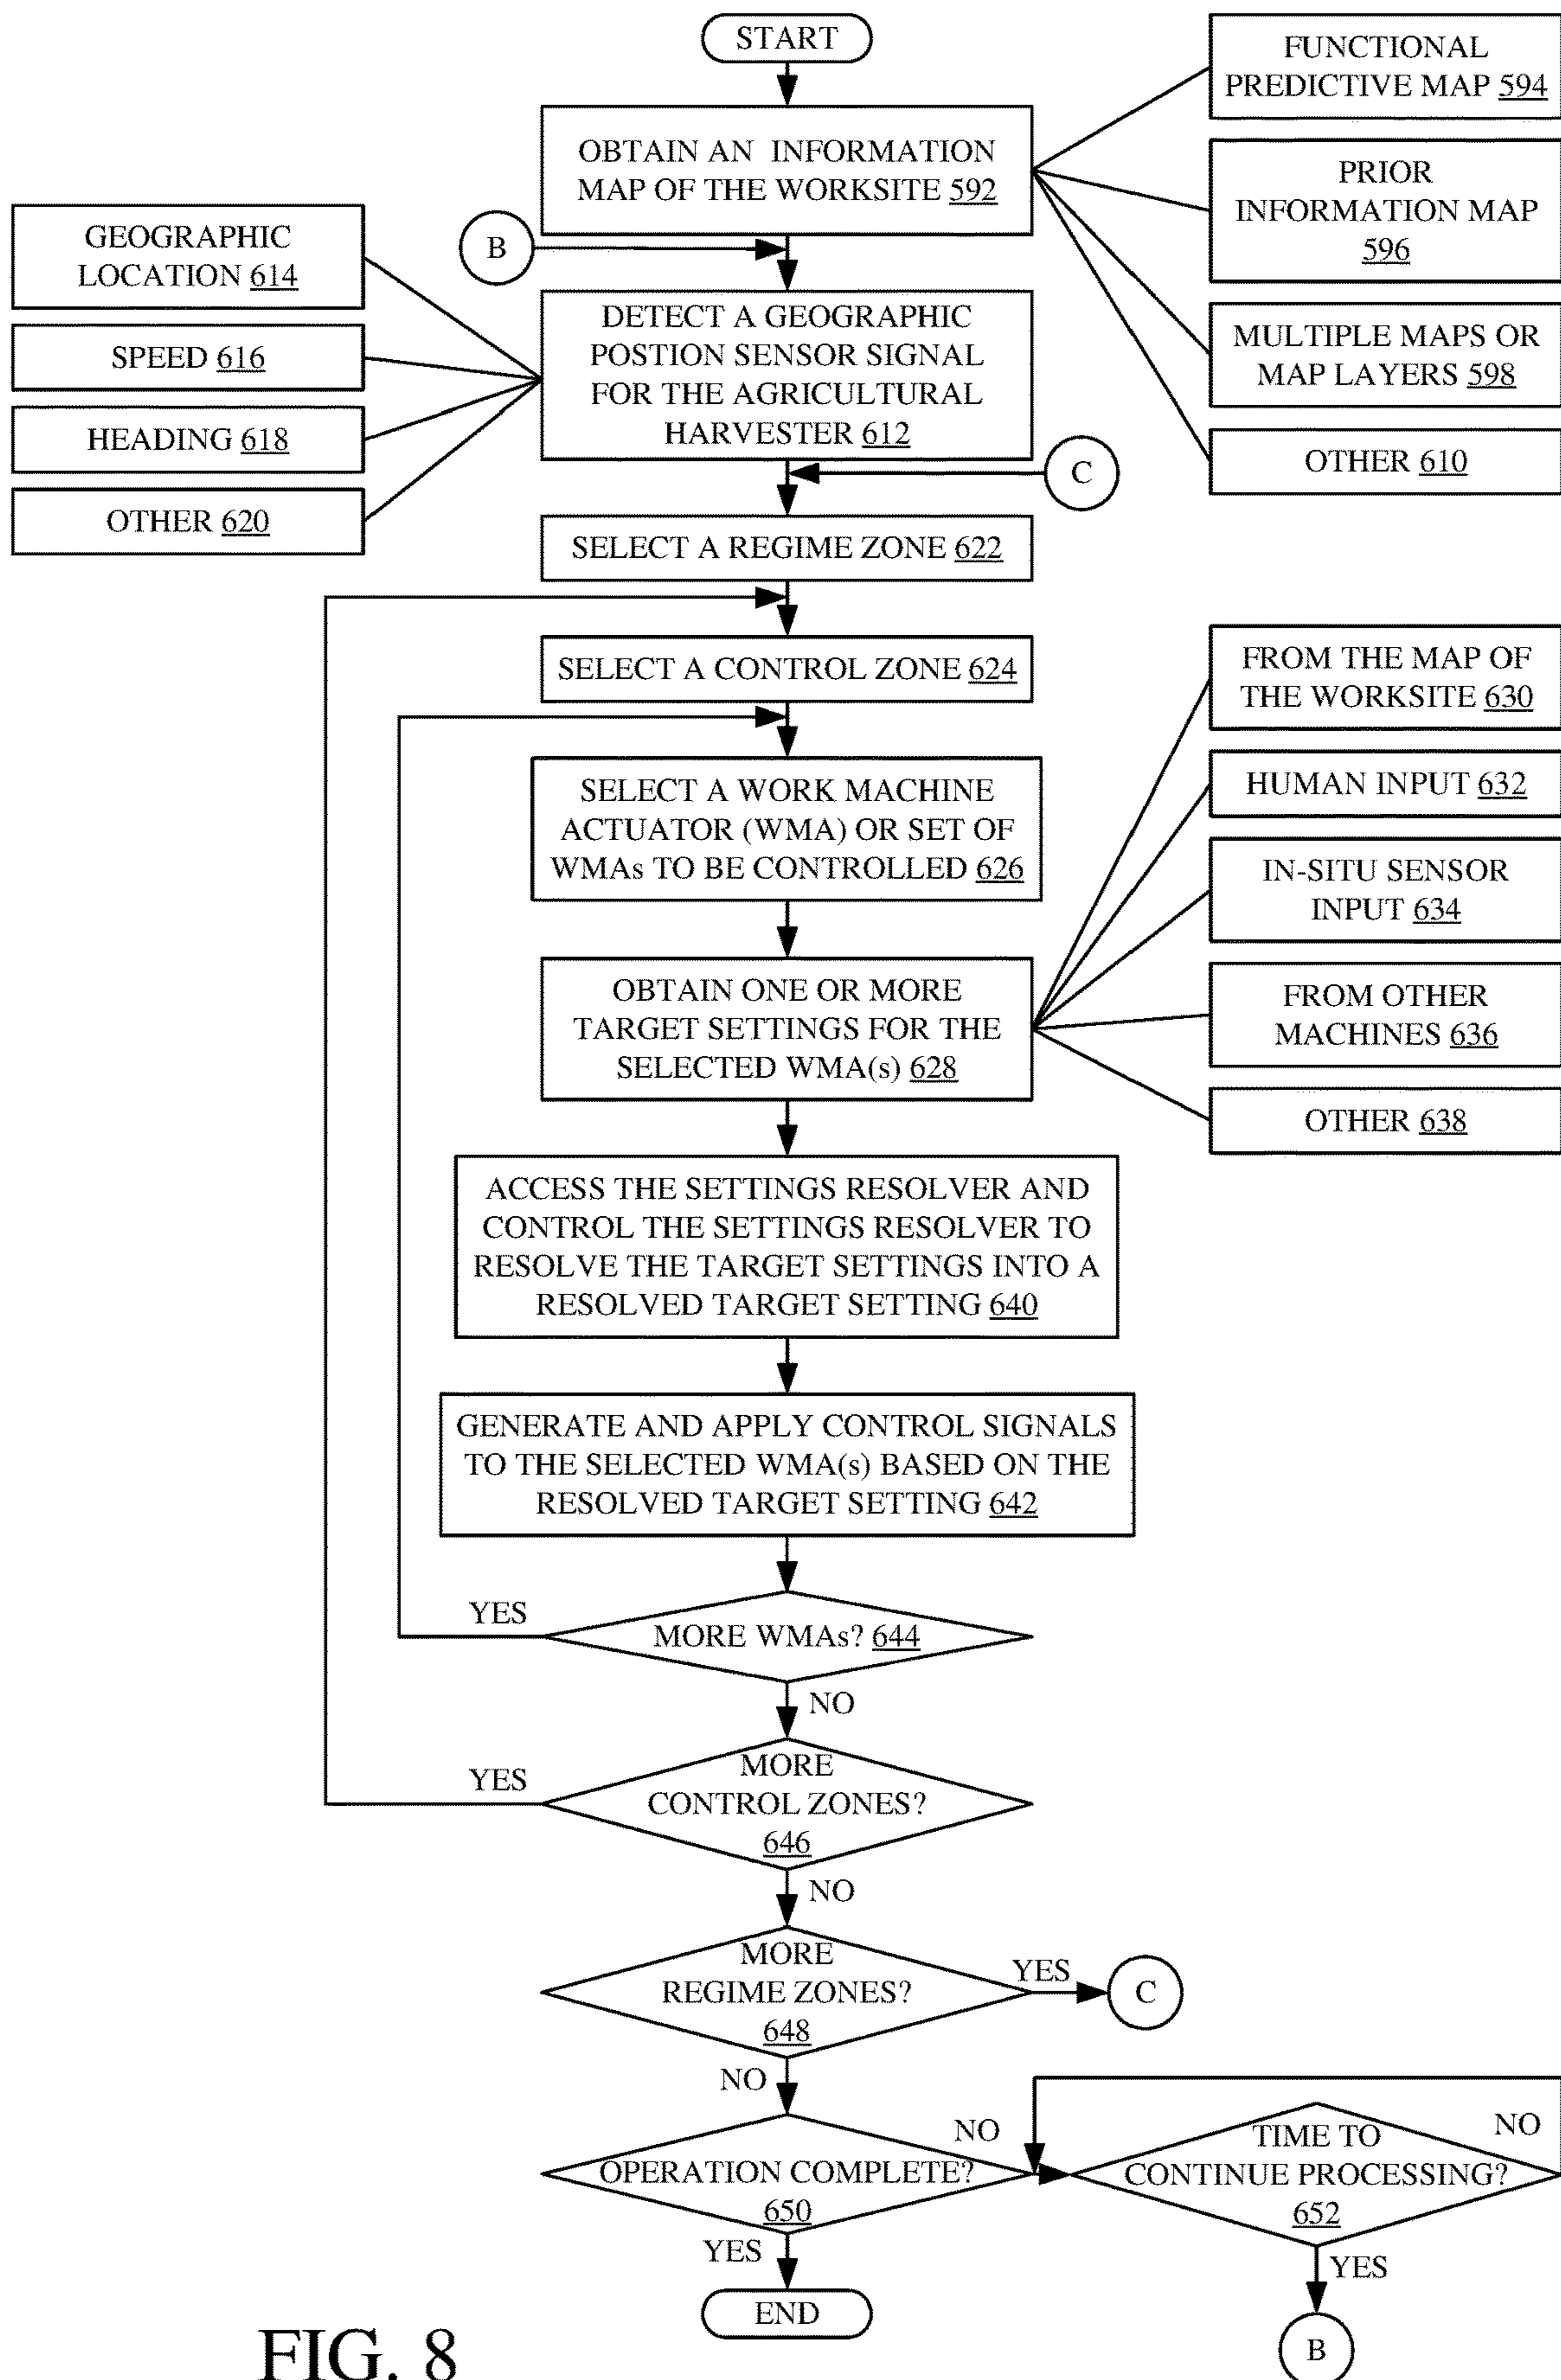 START
OBTAIN AN INFORMATION
MAP OF THE WORKSITE 592
FUNCTIONAL
PREDICTIVE MAP 594
PRIOR
INFORMATION MAP
596
MULTIPLE MAPS OR
MAP LAYERS 598
OTHER 610
B
DETECT A GEOGRAPHIC
POSTION SENSOR SIGNAL
FOR THE AGRICULTURAL
HARVESTER 612
GEOGRAPHIC
LOCATION 614
SPEED 616
HEADING 618
OTHER 620
C
SELECT A REGIME ZONE 622
SELECT A CONTROL ZONE 624
SELECT A WORK MACHINE
ACTUATOR (WMA) OR SET OF
WMAs TO BE CONTROLLED 626
OBTAIN ONE OR MORE
TARGET SETTINGS FOR THE
SELECTED WMA(s) 628
FROM THE MAP OF
THE WORKSITE 630
HUMAN INPUT 632
IN-SITU SENSOR
INPUT 634
FROM OTHER
MACHINES 636
OTHER 638
ACCESS THE SETTINGS RESOLVER AND
CONTROL THE SETTINGS RESOLVER TO
RESOLVE THE TARGET SETTINGS INTO A
RESOLVED TARGET SETTING 640
GENERATE AND APPLY CONTROL SIGNALS
TO THE SELECTED WMA(s) BASED ON THE
RESOLVED TARGET SETTING 642
YES
MORE WMAs? 644
NO
YES
MORE
CONTROL ZONES?
646
NO
MORE
REGIME ZONES?
648
YES
C
NO
OPERATION COMPLETE?
650
NO
TIME TO
CONTINUE PROCESSING?
652
NO
YES
END
YES
B
FIG. 8